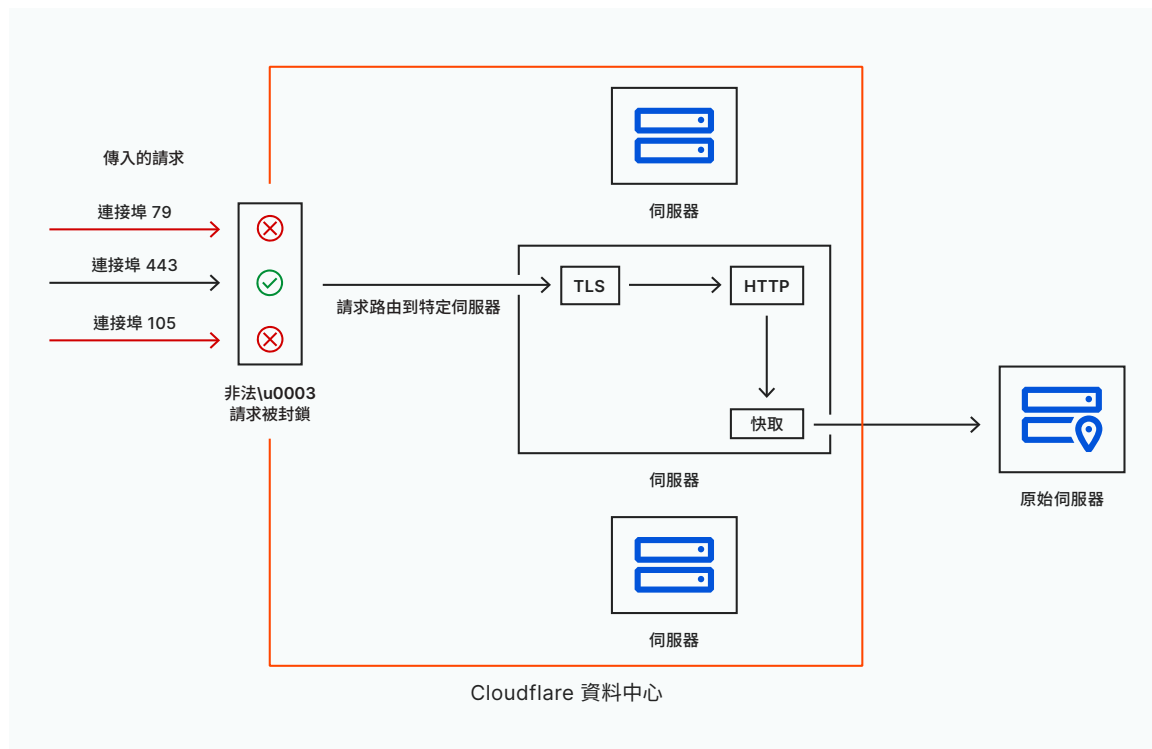 傳入的請求
連接埠 79
連接埠 443
連接埠 105
非法\u0003
請求被封鎖
請求路由到特定伺服器
伺服器
TLS
HTTP
快取
伺服器
伺服器
原始伺服器
Cloudflare 資料中心